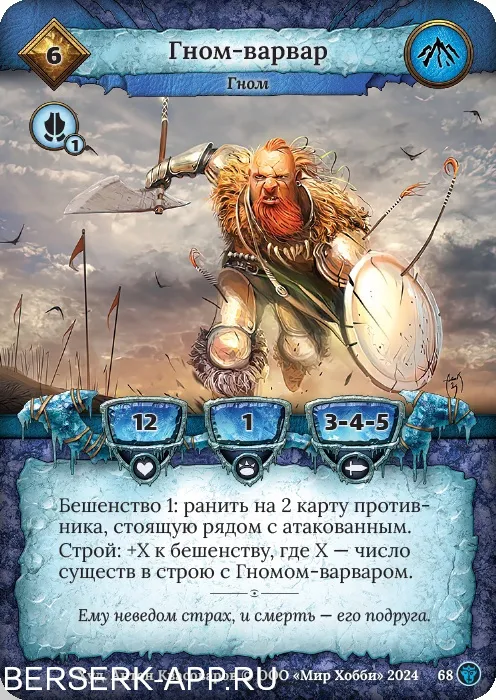 6
Гном-варвар
Гном
1
12
1
3-4-5
Бешенство 1: ранить на 2 карту против-
ника, стоящую рядом с атакованным.
Строй: +X к бешенству, где X — число
существ в строю с Гномом-варваром.
Ему неведом страх, и смерть — его подруга.
ООО «Мир Хобби» 2024 68
BERSERK-APP.RU